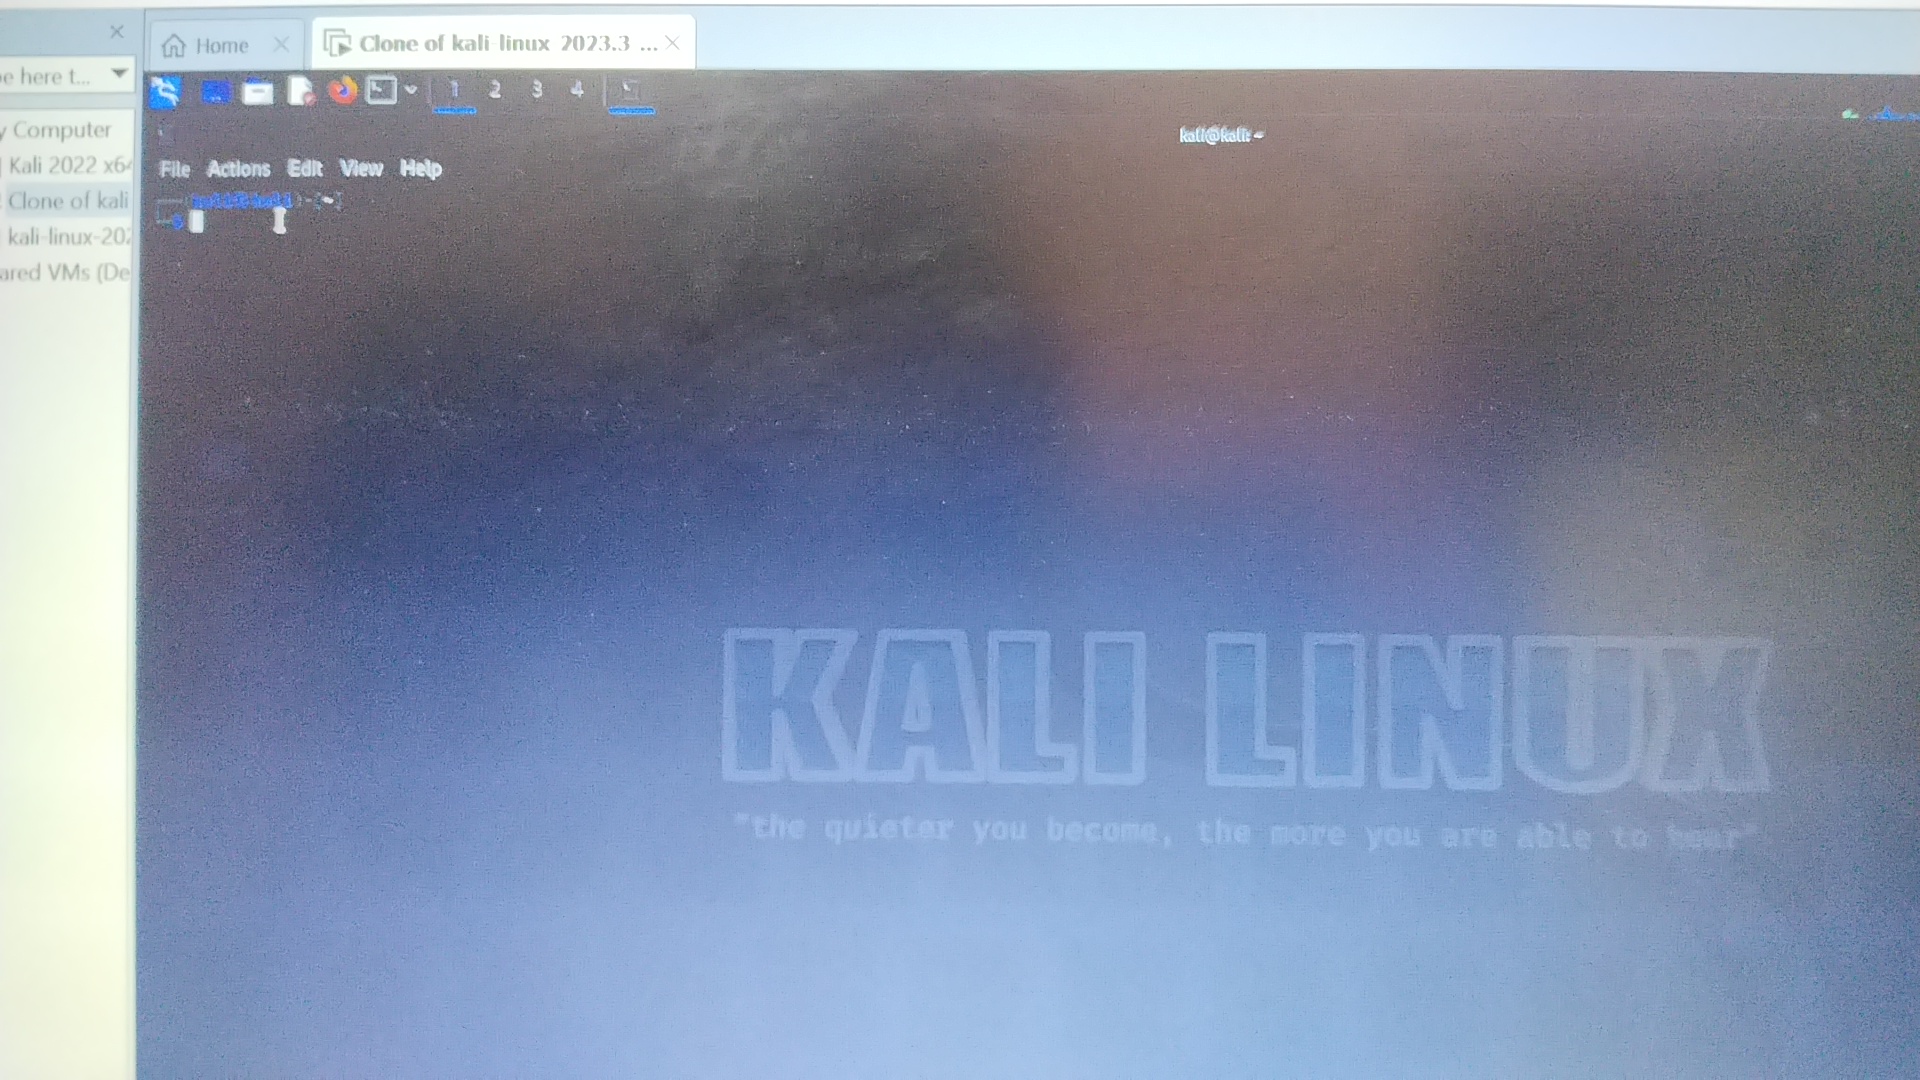 Home
Clone of kali linux 2023.3 ...
e here t...
1 2 3 4
y Computer
kali@kali: ~
Kali 2022 x64
File Actions Edit View Help
Clone of kali
kali@kali)-[~]
$
kali-linux-202
ared VMs (De
KALI LINUX
"the quieter you become, the more you are able to hear"